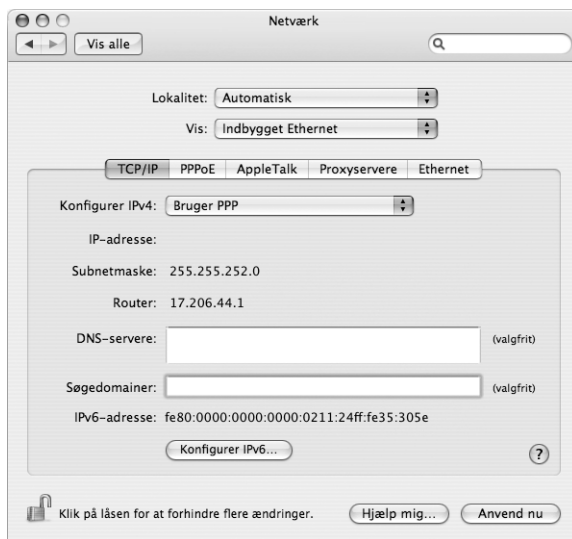 Netværk
Vis alle
Lokalitet: Automatisk
Vis: Indbygget Ethernet
TCP/IP PPPoE AppleTalk Proxyservere Ethernet
Konfigurer IPv4: Bruger PPP
IP-adresse:
Subnetmaske: 255.255.252.0
Router: 17.206.44.1
DNS-servere: (valgfrit)
Søgedomainer: (valgfrit)
IPv6-adresse: fe80:0000:0000:0000:0211:24ff:fe35:305e
Konfigurer IPv6...
?
Klik på låsen for at forhindre flere ændringer. Hjælp mig... Anvend nu